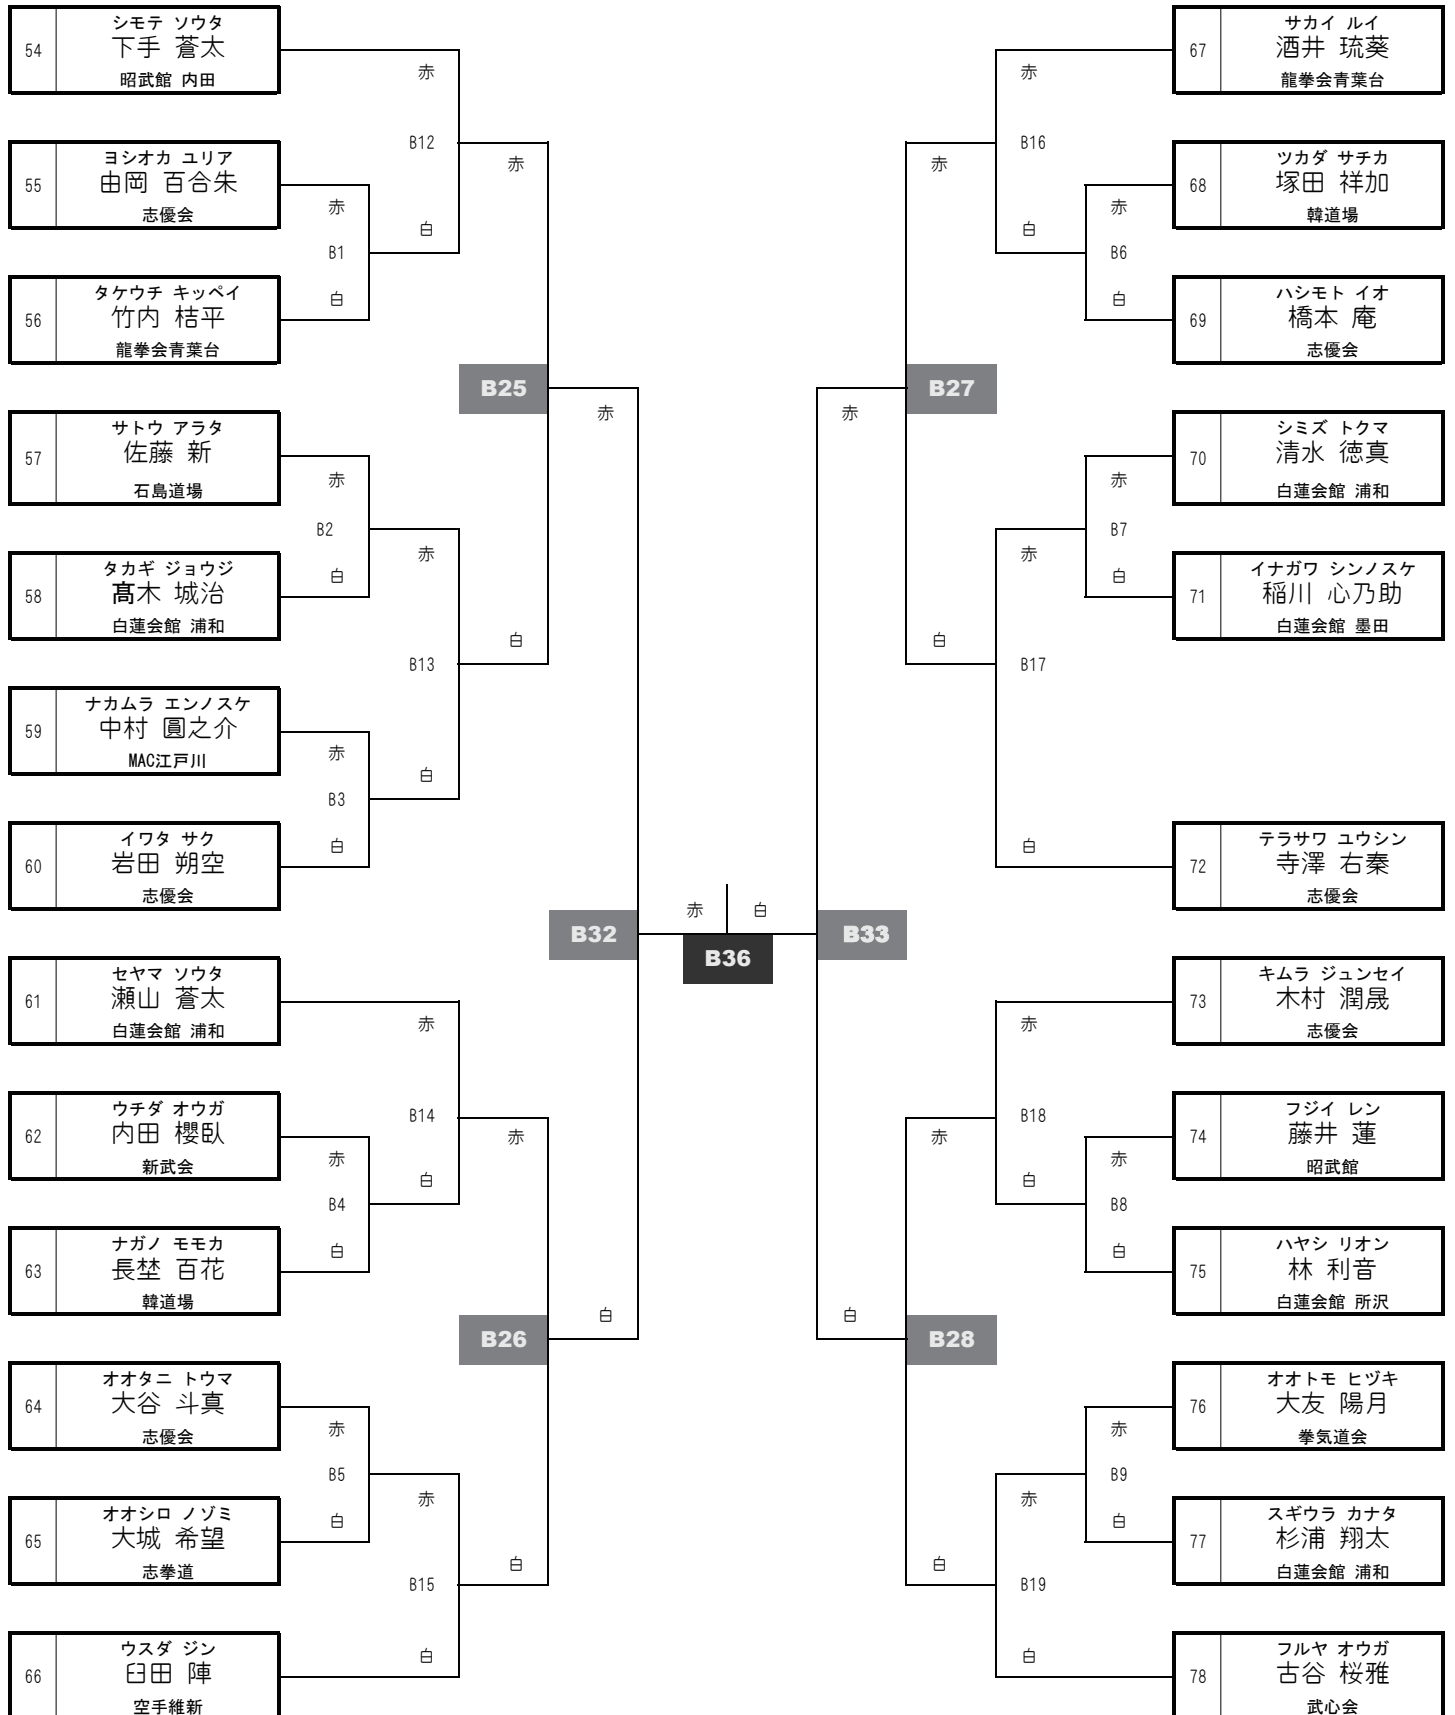 54
シモテ ソウタ
下手 蒼太
昭武館 内田
赤
B12
赤
55
ヨシオカ ユリア
由岡 百合朱
志優会
赤
白
B1
56
タケウチ キッペイ
竹内 桔平
龍拳会青葉台
白
B25
赤
57
サトウ アラタ
佐藤 新
石島道場
赤
B2
赤
58
タカギ ジョウジ
髙木 城治
白蓮会館 浦和
白
白
B13
59
ナカムラ エンノスケ
中村 圓之介
MAC江戸川
赤
白
B3
60
イワタ サク
岩田 朔空
志優会
白
B32
赤
白
B36
B33
61
セヤマ ソウタ
瀬山 蒼太
白蓮会館 浦和
赤
B14
赤
62
ウチダ オウガ
内田 櫻臥
新武会
赤
白
B4
63
ナガノ モモカ
長埜 百花
韓道場
白
B26
白
64
オオタニ トウマ
大谷 斗真
志優会
赤
B5
赤
65
オオシロ ノゾミ
大城 希望
志拳道
白
白
B15
66
ウスダ ジン
臼田 陣
空手維新
白
67
サカイ ルイ
酒井 琉葵
龍拳会青葉台
赤
B16
赤
68
ツカダ サチカ
塚田 祥加
韓道場
赤
白
B6
69
ハシモト イオ
橋本 庵
志優会
白
B27
赤
70
シミズ トクマ
清水 徳真
白蓮会館 浦和
赤
B7
赤
71
イナガワ シンノスケ
稲川 心乃助
白蓮会館 墨田
白
白
B17
72
テラサワ ユウシン
寺澤 右秦
志優会
白
73
キムラ ジュンセイ
木村 潤晟
志優会
赤
B18
赤
74
フジイ レン
藤井 蓮
昭武館
赤
白
B8
75
ハヤシ リオン
林 利音
白蓮会館 所沢
白
B28
白
76
オオトモ ヒヅキ
大友 陽月
拳気道会
赤
B9
赤
77
スギウラ カナタ
杉浦 翔太
白蓮会館 浦和
白
白
B19
78
フルヤ オウガ
古谷 桜雅
武心会
白